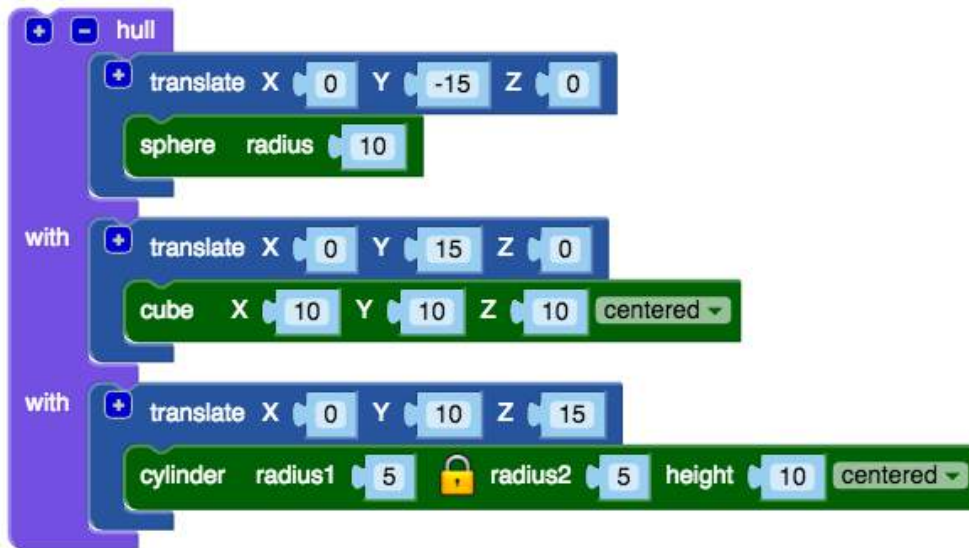 + - hull
+ translate X 0 Y -15 Z 0
sphere radius 10
with + translate X 0 Y 15 Z 0
cube X 10 Y 10 Z 10 centered
with + translate X 0 Y 10 Z 15
cylinder radius1 5 radius2 5 height 10 centered